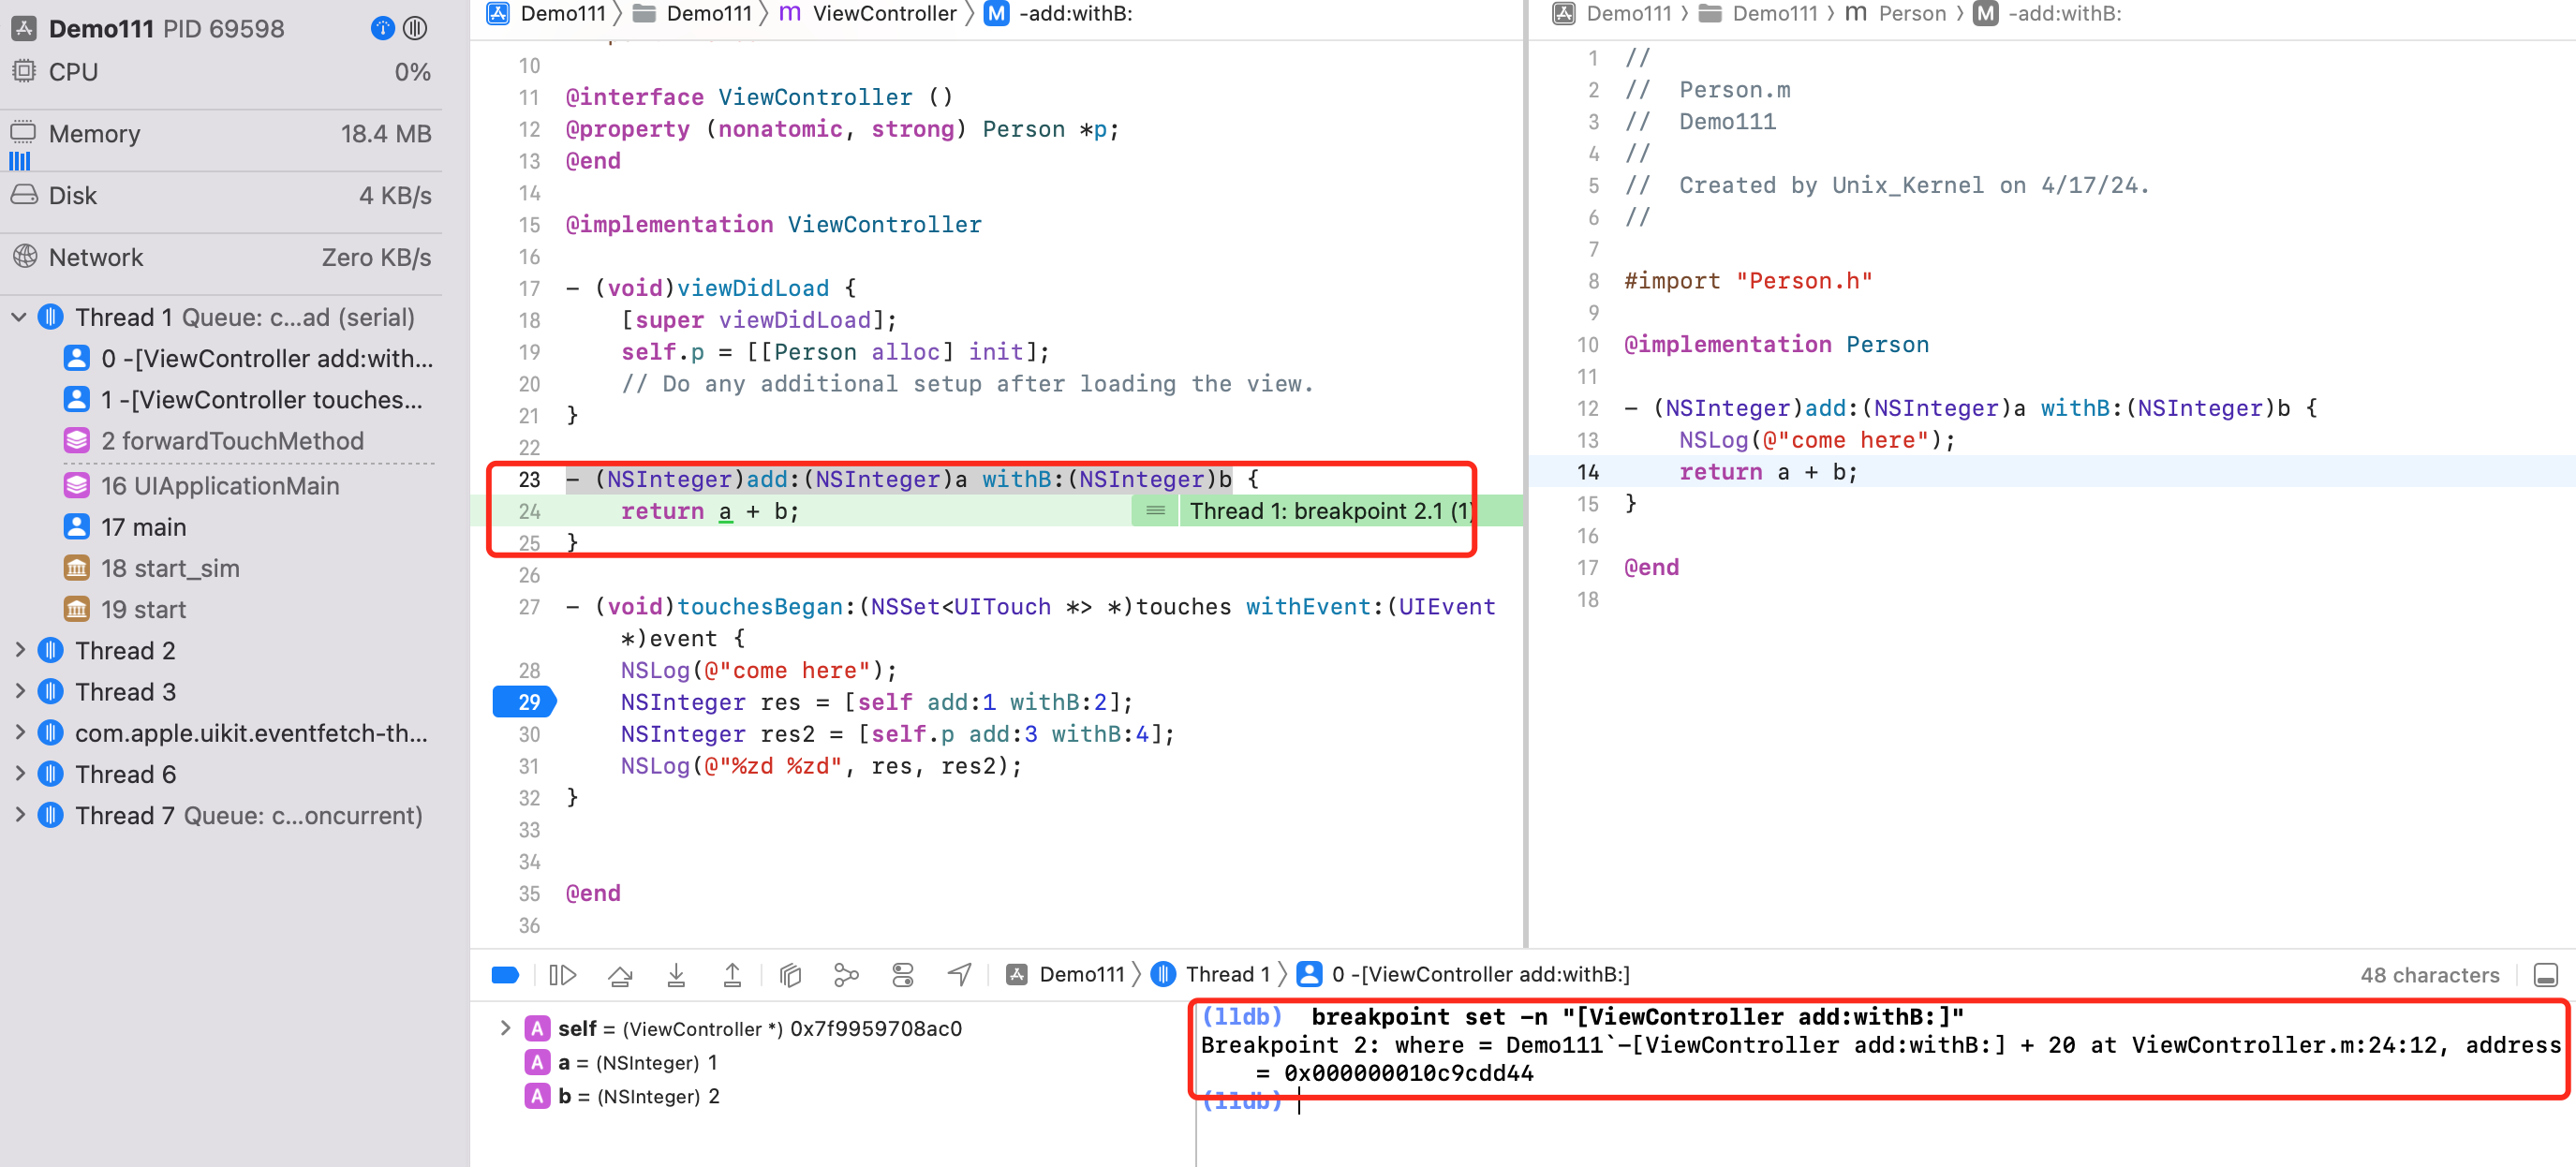 Demo111 PID 69598
CPU 0%
Memory 18.4 MB
Disk 4 KB/s
Network Zero KB/s
Thread 1 Queue: c...ad (serial)
0 -[ViewController add:with...
1 -[ViewController touches...
2 forwardTouchMethod
16 UIApplicationMain
17 main
18 start_sim
19 start
Thread 2
Thread 3
com.apple.uikit.eventfetch-th...
Thread 6
Thread 7 Queue: c...oncurrent)
Demo111 〉 Demo111 〉 m ViewController 〉 M -add:withB:
10
11 @interface ViewController ()
12 @property (nonatomic, strong) Person *p;
13 @end
14
15 @implementation ViewController
16
17 - (void)viewDidLoad {
18 [super viewDidLoad];
19 self.p = [[Person alloc] init];
20 // Do any additional setup after loading the view.
21 }
22
23 - (NSInteger)add:(NSInteger)a withB:(NSInteger)b {
24 return a + b; Thread 1: breakpoint 2.1 (1)
25 }
26
27 - (void)touchesBegan:(NSSet<UITouch *> *)touches withEvent:(UIEvent
*)event {
28 NSLog(@"come here");
29 NSInteger res = [self add:1 withB:2];
30 NSInteger res2 = [self.p add:3 withB:4];
31 NSLog(@"%zd %zd", res, res2);
32 }
33
34
35 @end
36
Demo111 〉 Demo111 〉 m Person 〉 M -add:withB:
1 //
2 // Person.m
3 // Demo111
4 //
5 // Created by Unix_Kernel on 4/17/24.
6 //
7
8 #import "Person.h"
9
10 @implementation Person
11
12 - (NSInteger)add:(NSInteger)a withB:(NSInteger)b {
13 NSLog(@"come here");
14 return a + b;
15 }
16
17 @end
18
Demo111 〉 Thread 1 〉 0 -[ViewController add:withB:]
48 characters
A self = (ViewController *) 0x7f9959708ac0
A a = (NSInteger) 1
A b = (NSInteger) 2
(lldb) breakpoint set -n "[ViewController add:withB:]"
Breakpoint 2: where = Demo111`-[ViewController add:withB:] + 20 at ViewController.m:24:12, address
= 0x000000010c9cdd44
(lldb)